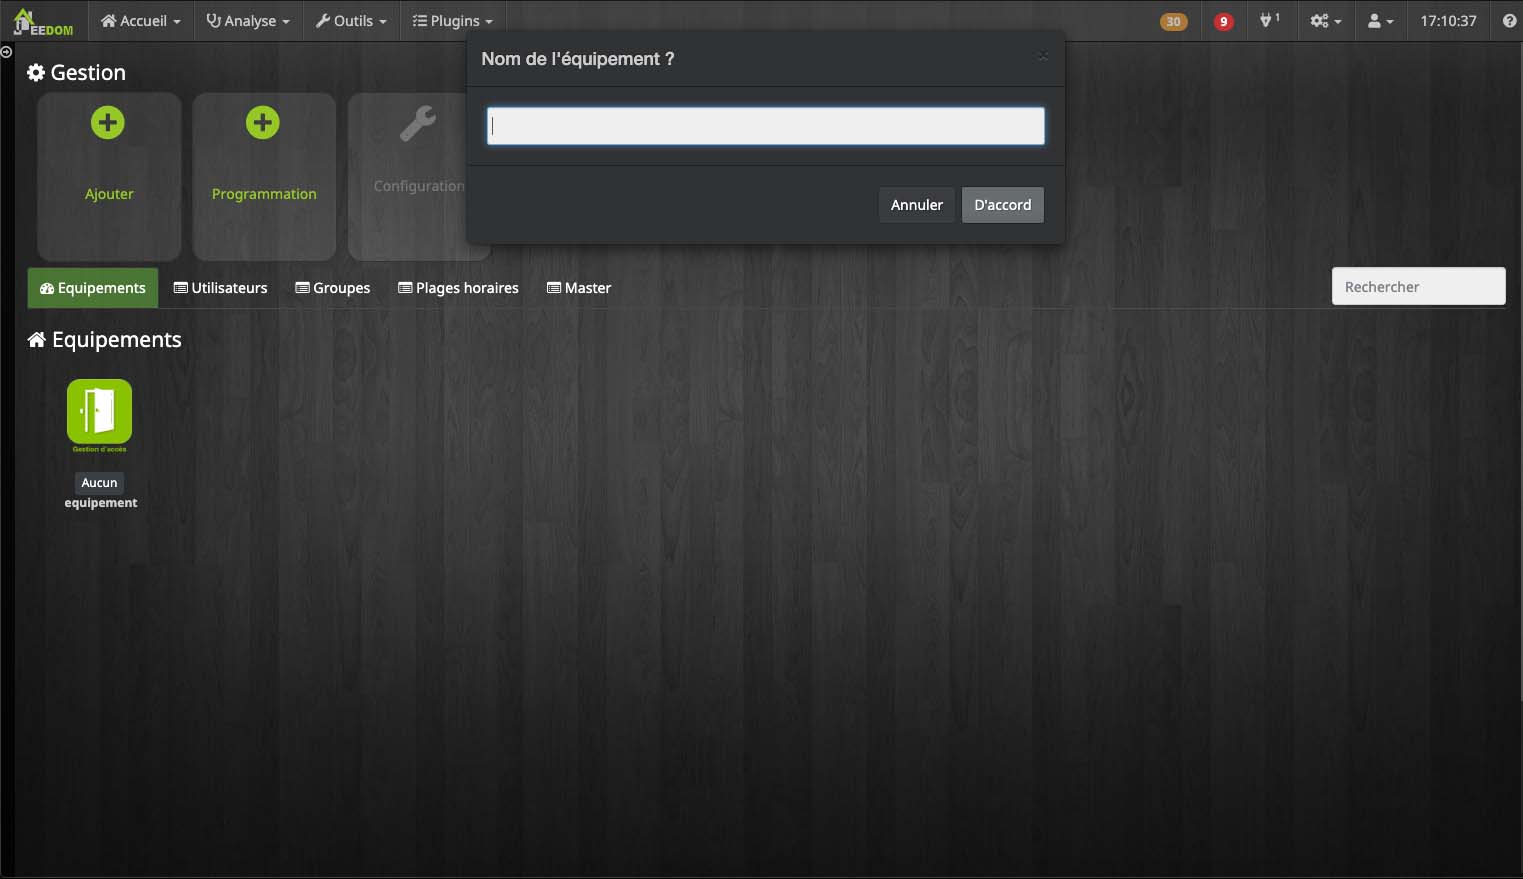 JEEDOM Accueil Analyse Outils Plugins 30 9 1 17:10:37
Nom de l'équipement ?
Gestion
Ajouter Programmation Configuration
Annuler D'accord
Equipements Utilisateurs Groupes Plages horaires Master Rechercher
Equipements
Gestion d'accès
Aucun
equipement